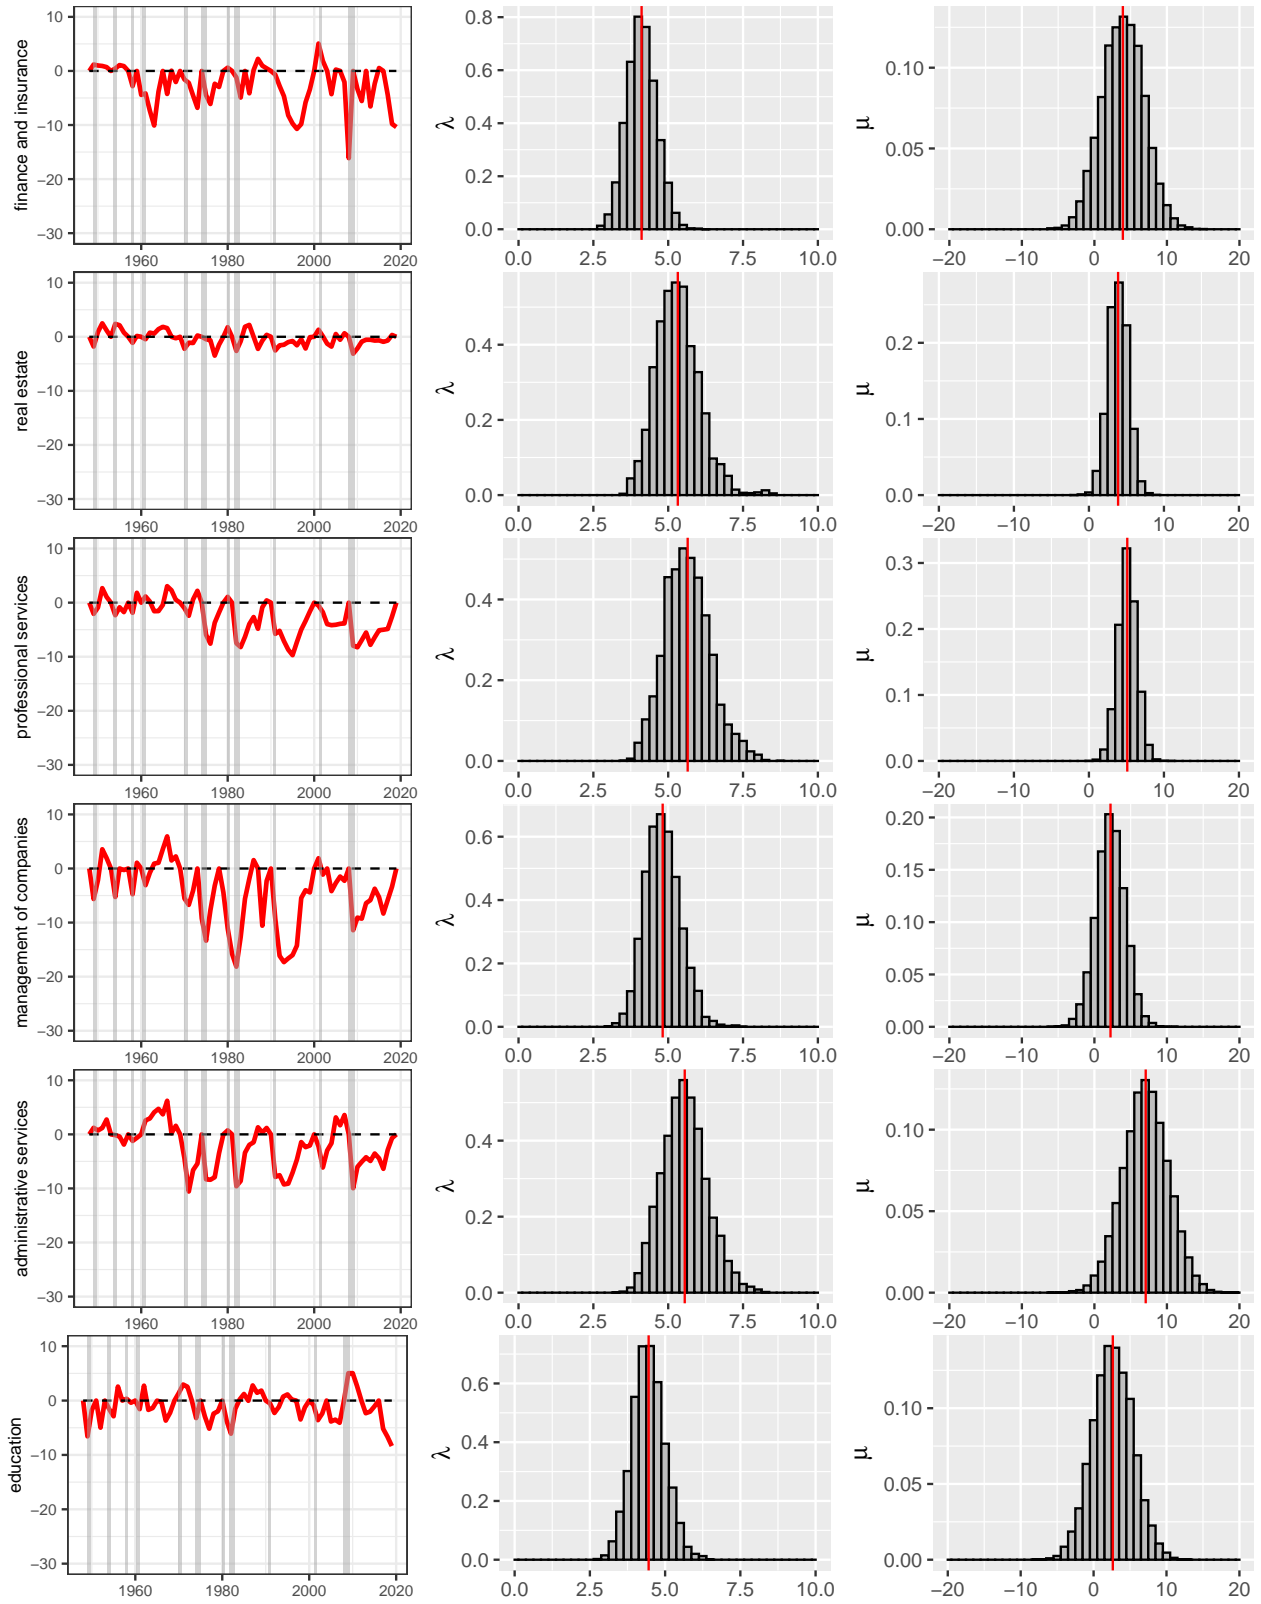 finance and insurance
10
0
−10
−20
−30
1960 1980 2000 2020
λ
0.8
0.6
0.4
0.2
0.0
0.0 2.5 5.0 7.5 10.0
μ
0.10
0.05
0.00
−20 −10 0 10 20
real estate
10
0
−10
−20
−30
1960 1980 2000 2020
λ
0.4
0.2
0.0
0.0 2.5 5.0 7.5 10.0
μ
0.2
0.1
0.0
−20 −10 0 10 20
professional services
10
0
−10
−20
−30
1960 1980 2000 2020
λ
0.4
0.2
0.0
0.0 2.5 5.0 7.5 10.0
μ
0.3
0.2
0.1
0.0
−20 −10 0 10 20
management of companies
10
0
−10
−20
−30
1960 1980 2000 2020
λ
0.6
0.4
0.2
0.0
0.0 2.5 5.0 7.5 10.0
μ
0.20
0.15
0.10
0.05
0.00
−20 −10 0 10 20
administrative services
10
0
−10
−20
−30
1960 1980 2000 2020
λ
0.4
0.2
0.0
0.0 2.5 5.0 7.5 10.0
μ
0.10
0.05
0.00
−20 −10 0 10 20
education
10
0
−10
−20
−30
1960 1980 2000 2020
λ
0.6
0.4
0.2
0.0
0.0 2.5 5.0 7.5 10.0
μ
0.10
0.05
0.00
−20 −10 0 10 20